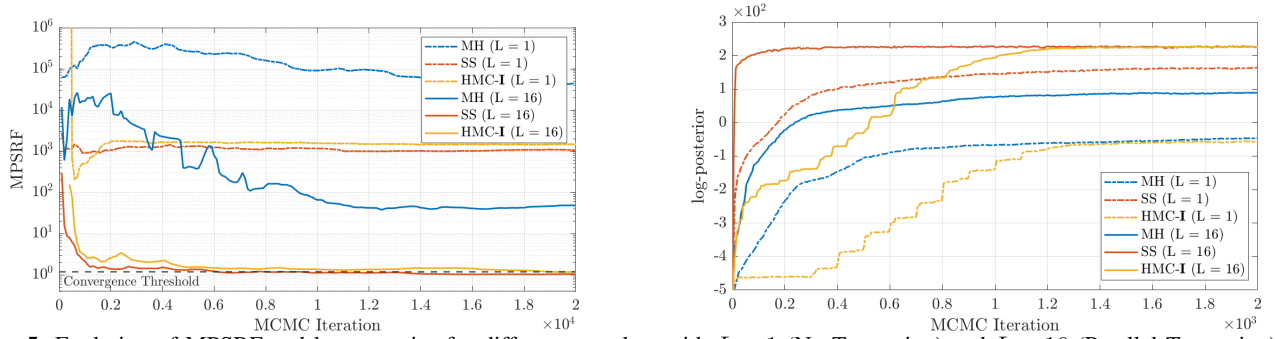 MPSRF
10^6
10^5
10^4
10^3
10^2
10^1
10^0
MH (L = 1)
SS (L = 1)
HMC-I (L = 1)
MH (L = 16)
SS (L = 16)
HMC-I (L = 16)
Convergence Threshold
0 0.2 0.4 0.6 0.8 1 1.2 1.4 1.6 1.8 2
MCMC Iteration
×10^4
×10^2
log-posterior
3
2
1
0
-1
-2
-3
-4
-5
MH (L = 1)
SS (L = 1)
HMC-I (L = 1)
MH (L = 16)
SS (L = 16)
HMC-I (L = 16)
0 0.2 0.4 0.6 0.8 1 1.2 1.4 1.6 1.8 2
MCMC Iteration
×10^3